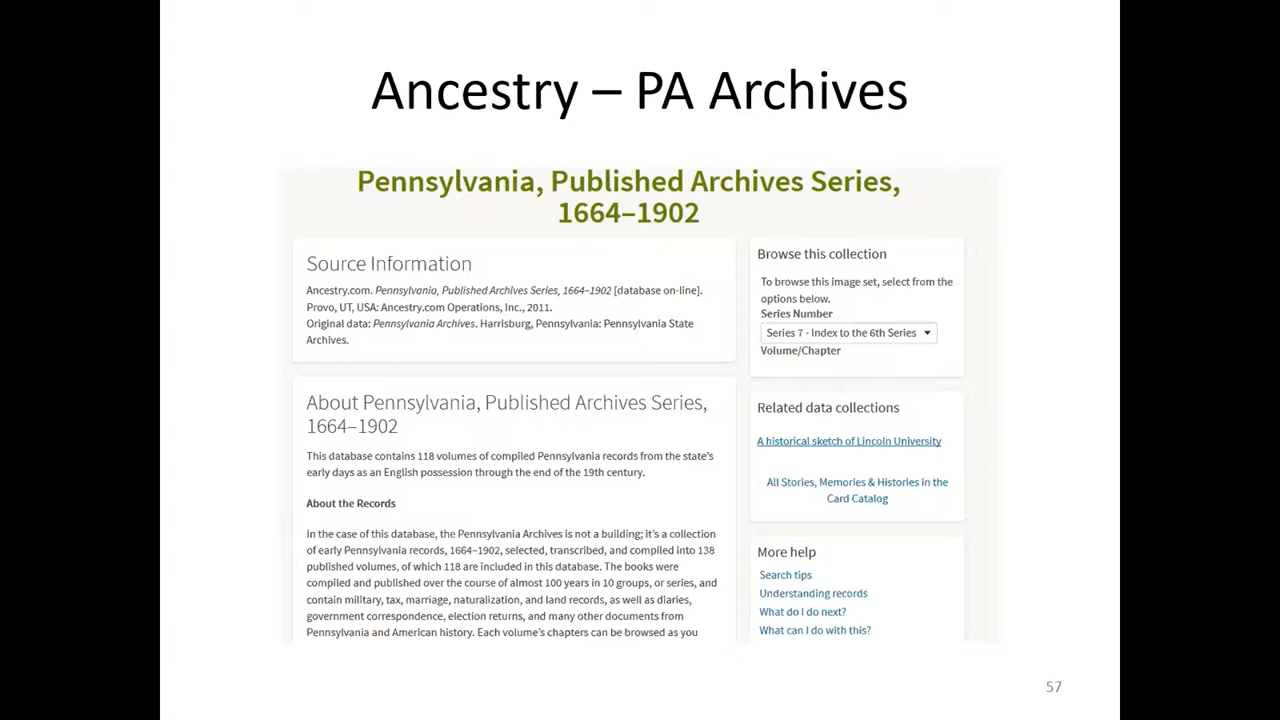 Ancestry – PA Archives
Pennsylvania, Published Archives Series,
1664–1902
Source Information
Ancestry.com. Pennsylvania, Published Archives Series, 1664–1902 [database on-line].
Provo, UT, USA: Ancestry.com Operations, Inc., 2011.
Original data: Pennsylvania Archives. Harrisburg, Pennsylvania: Pennsylvania State
Archives.
About Pennsylvania, Published Archives Series,
1664–1902
This database contains 118 volumes of compiled Pennsylvania records from the state's
early days as an English possession through the end of the 19th century.
About the Records
In the case of this database, the Pennsylvania Archives is not a building; it's a collection
of early Pennsylvania records, 1664–1902, selected, transcribed, and compiled into 138
published volumes, of which 118 are included in this database. The books were
compiled and published over the course of almost 100 years in 10 groups, or series, and
contain military, tax, marriage, naturalization, and land records, as well as diaries,
government correspondence, election returns, and many other documents from
Pennsylvania and American history. Each volume's chapters can be browsed as you
Browse this collection
To browse this image set, select from the
options below.
Series Number
Series 7 - Index to the 6th Series
Volume/Chapter
Related data collections
A historical sketch of Lincoln University
All Stories, Memories & Histories in the
Card Catalog
More help
Search tips
Understanding records
What do I do next?
What can I do with this?
57